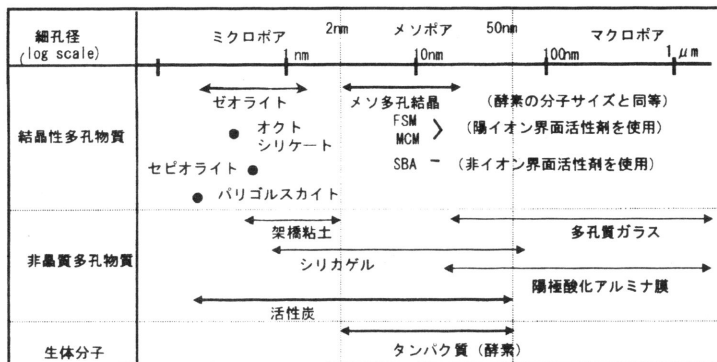 細孔径
(log scale)
ミクロポア
2nm
メソポア
50nm
マクロポア
1nm
10nm
100nm
1μm
結晶性多孔物質
ゼオライト
オクト
シリケート
セピオライト
パリゴルスカイト
メソ多孔結晶
(酵素の分子サイズと同等)
FSM
MCM
(陽イオン界面活性剤を使用)
SBA
(非イオン界面活性剤を使用)
非晶質多孔物質
架橋粘土
多孔質ガラス
シリカゲル
陽極酸化アルミナ膜
活性炭
生体分子
タンパク質(酵素)